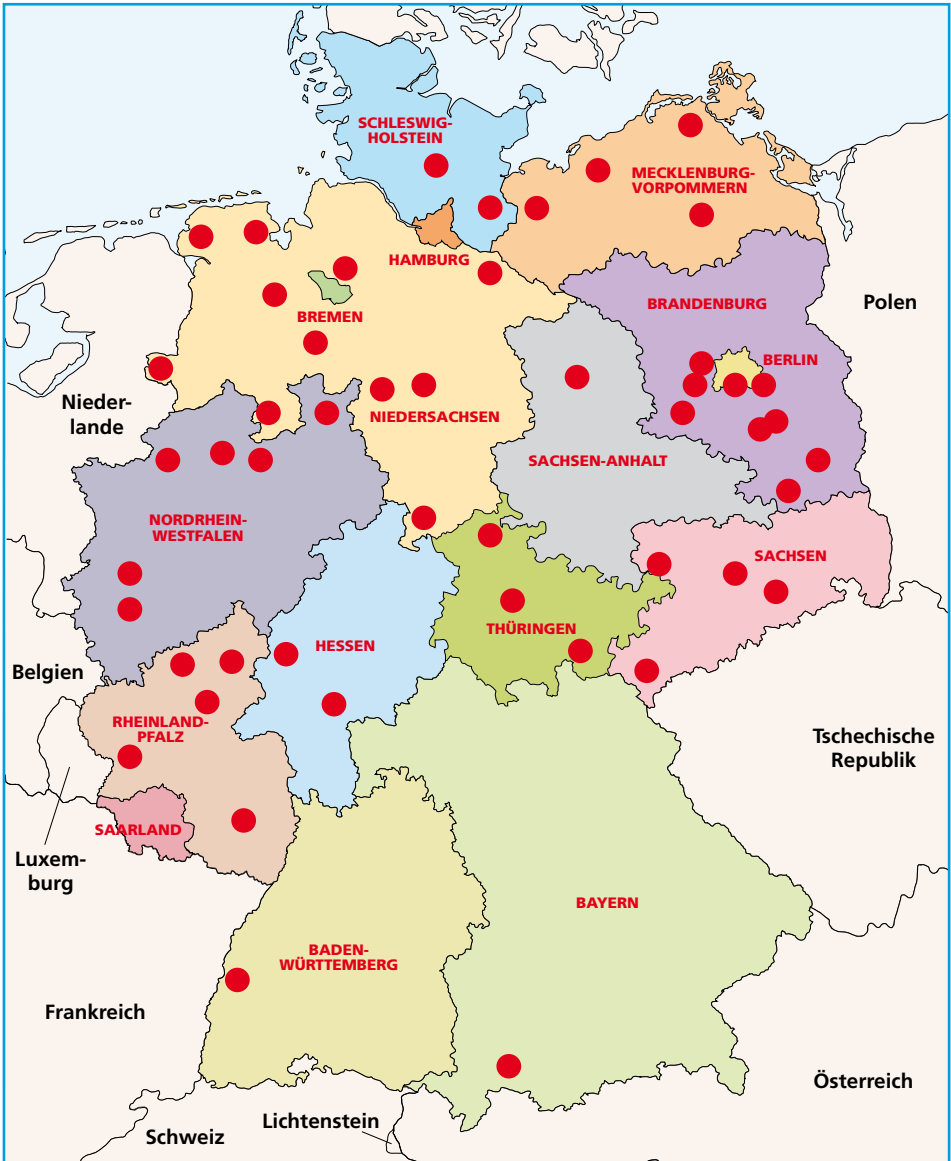 SCHLESWIG-
HOLSTEIN
MECKLENBURG-
VORPOMMERN
HAMBURG
BREMEN
BRANDENBURG
Polen
BERLIN
Nieder-
lande
NIEDERSACHSEN
SACHSEN-ANHALT
NORDRHEIN-
WESTFALEN
SACHSEN
THÜRINGEN
HESSEN
Belgien
RHEINLAND-
PFALZ
Tschechische
Republik
SAARLAND
Luxem-
burg
BAYERN
BADEN-
WÜRTTEMBERG
Frankreich
Österreich
Lichtenstein
Schweiz